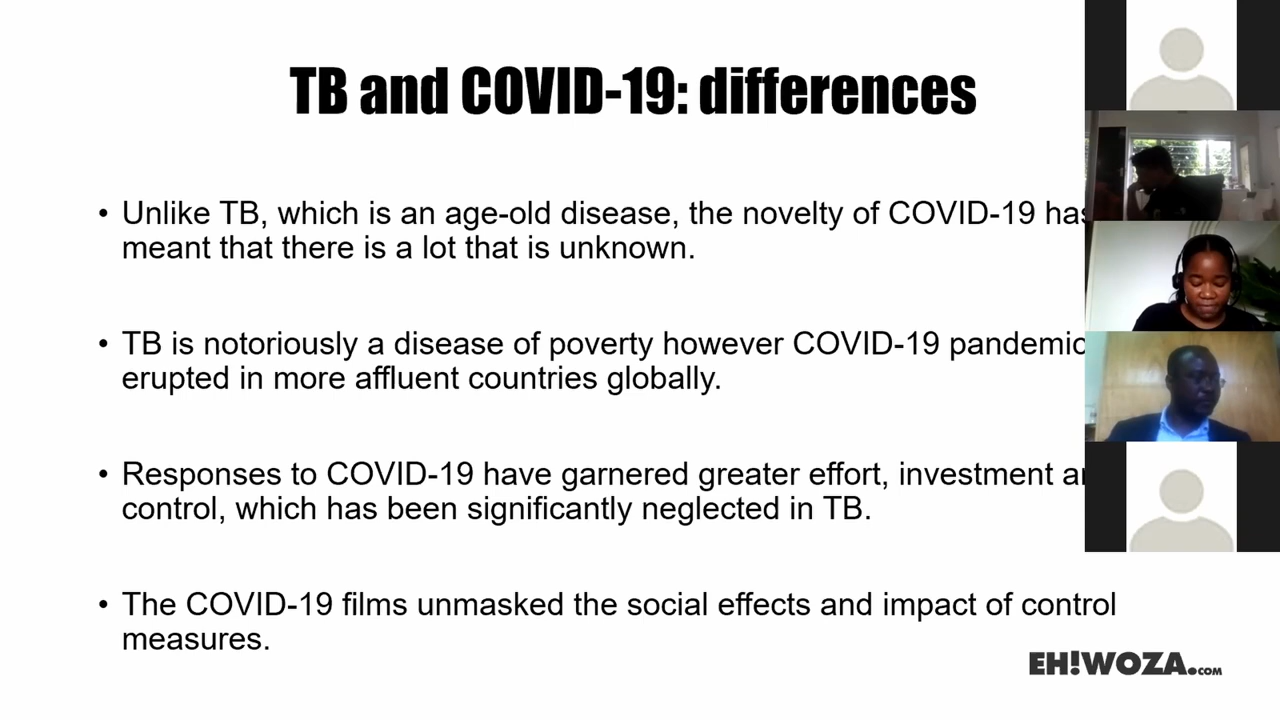 TB and COVID-19: differences
• Unlike TB, which is an age-old disease, the novelty of COVID-19 has
meant that there is a lot that is unknown.
• TB is notoriously a disease of poverty however COVID-19 pandemic
erupted in more affluent countries globally.
• Responses to COVID-19 have garnered greater effort, investment
control, which has been significantly neglected in TB.
• The COVID-19 films unmasked the social effects and impact of control
measures.
EH!WOZA.COM